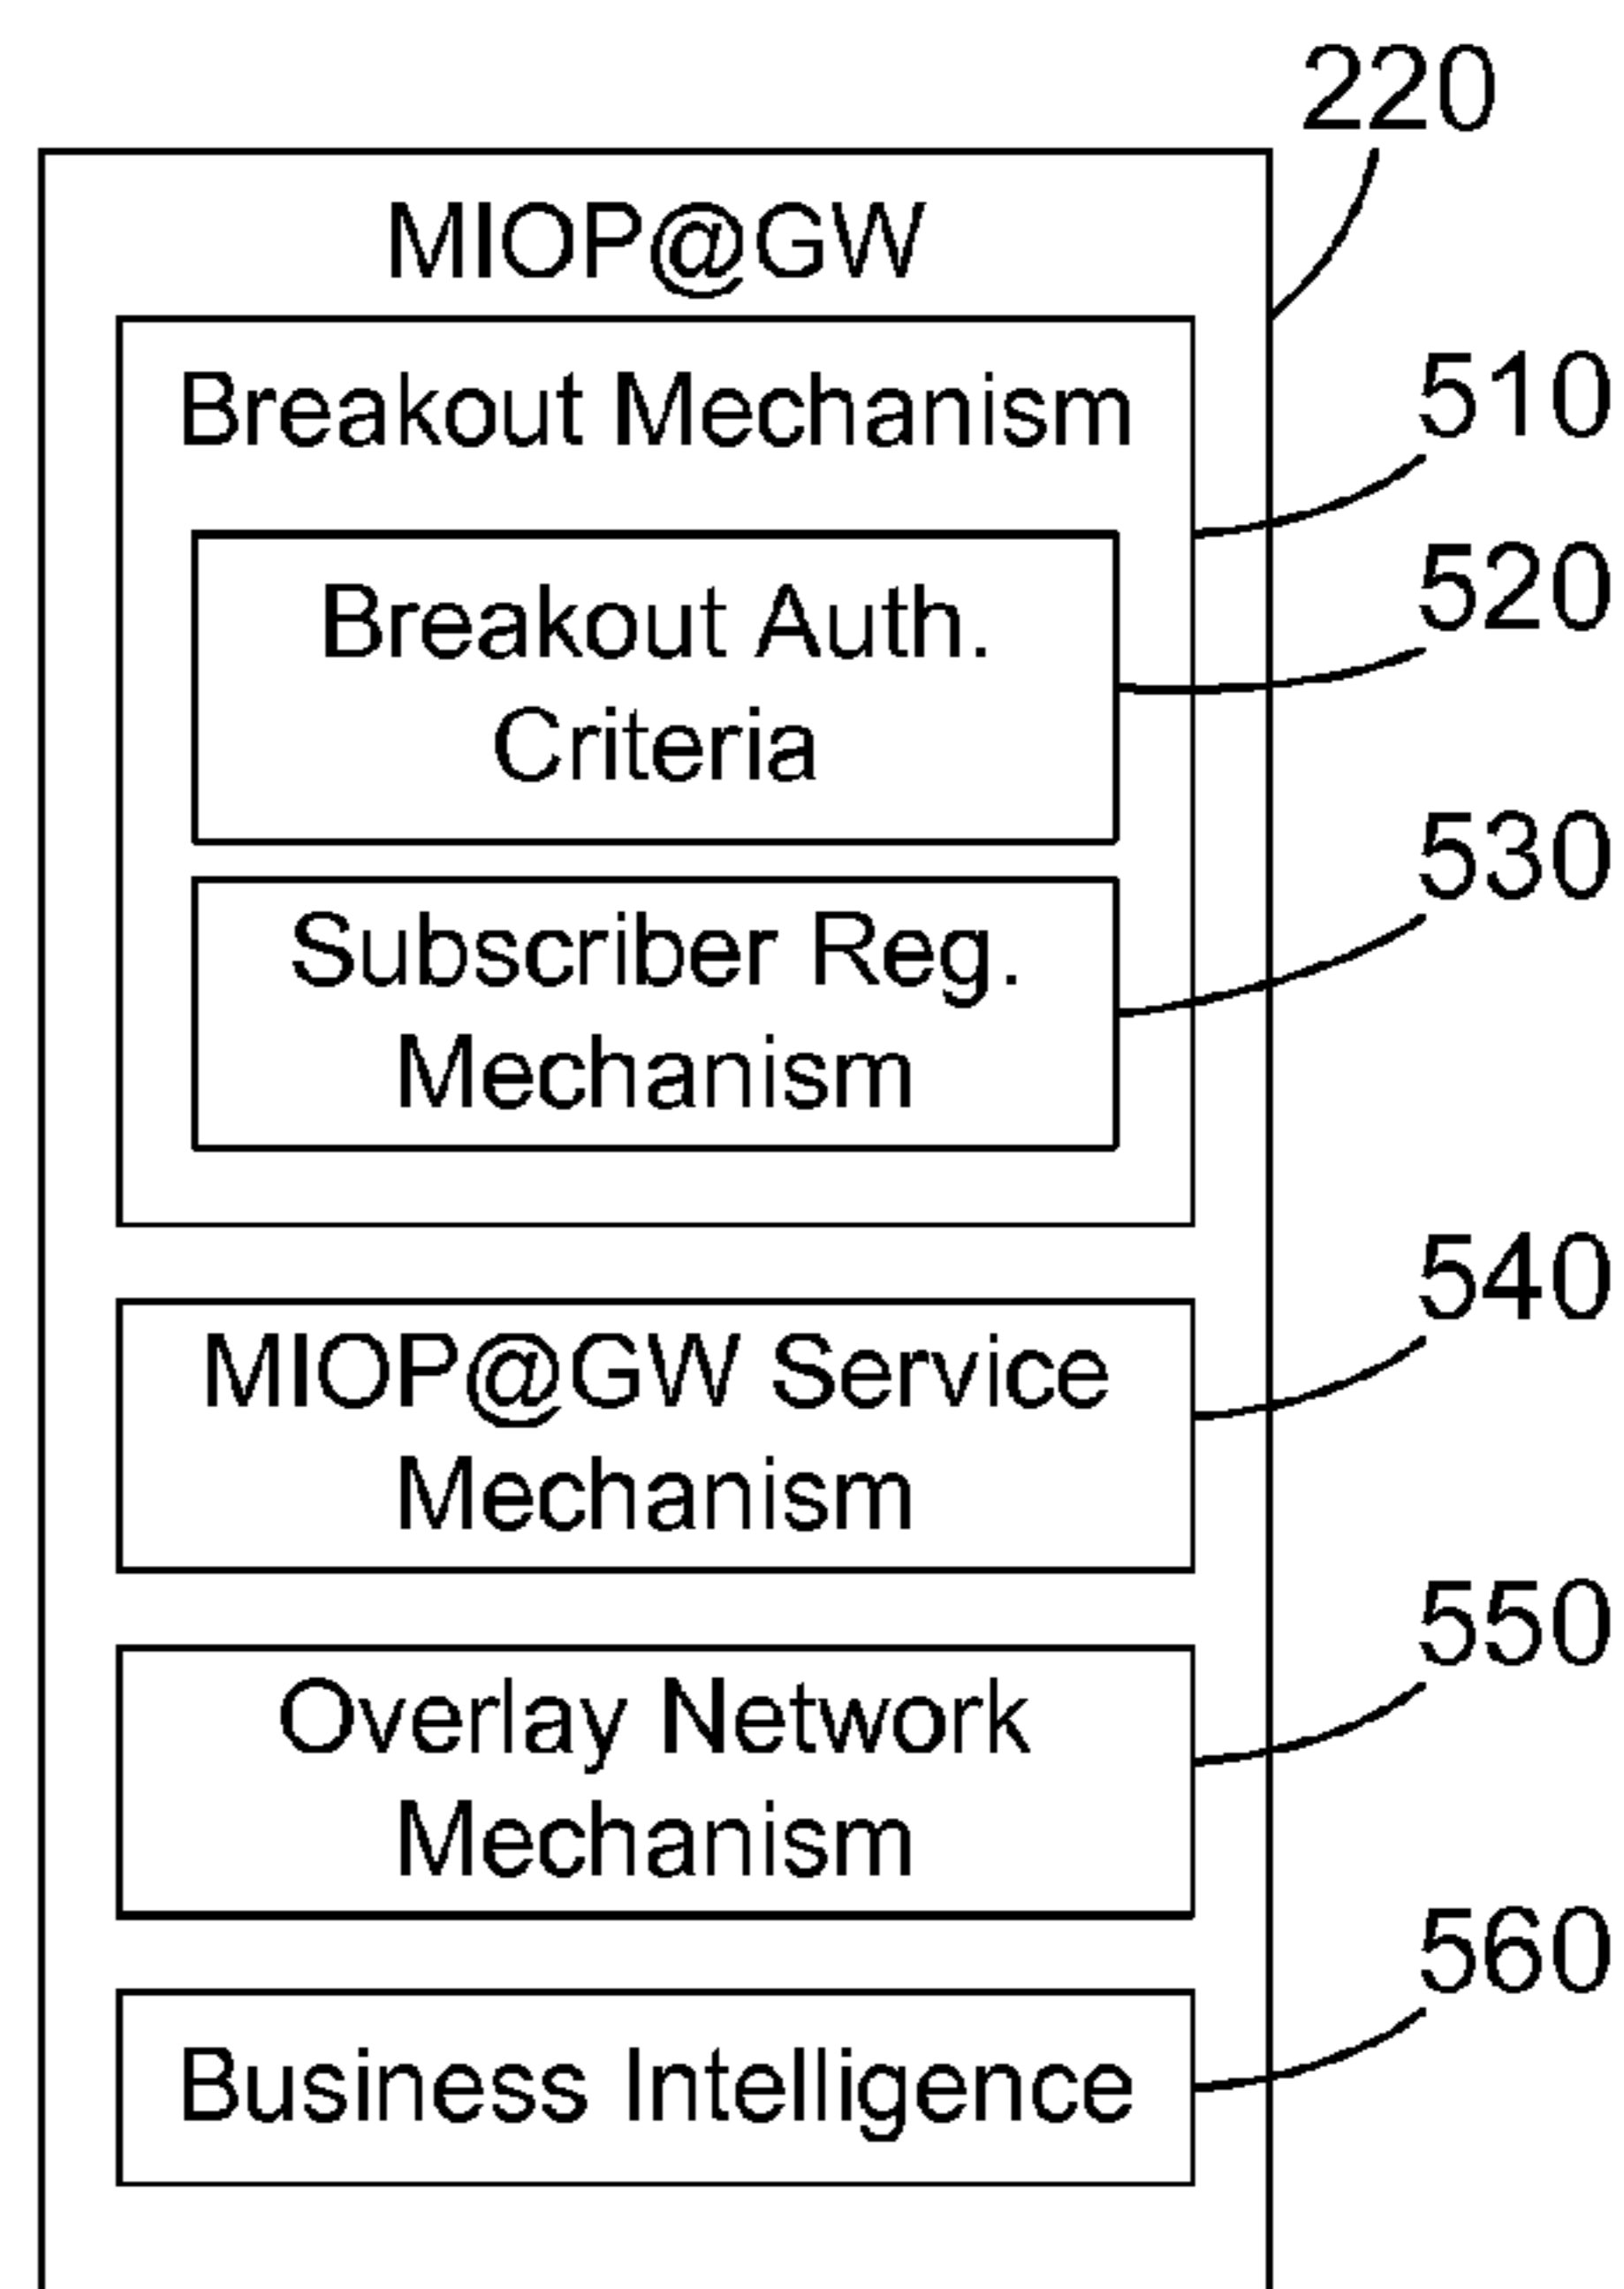 220
MIOP@GW
Breakout Mechanism
510
Breakout Auth.
Criteria
520
Subscriber Reg.
Mechanism
530
MIOP@GW Service
Mechanism
540
Overlay Network
Mechanism
550
Business Intelligence
560